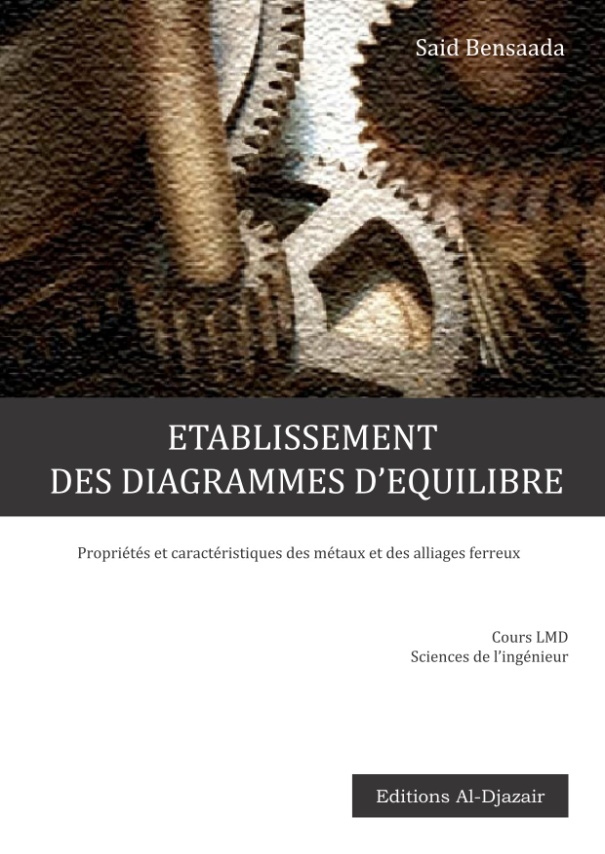 Said Bensaada
ETABLISSEMENT
DES DIAGRAMMES D’EQUILIBRE
Propriétés et caractéristiques des métaux et des alliages ferreux
Cours LMD
Sciences de l’ingénieur
Editions Al-Djazair